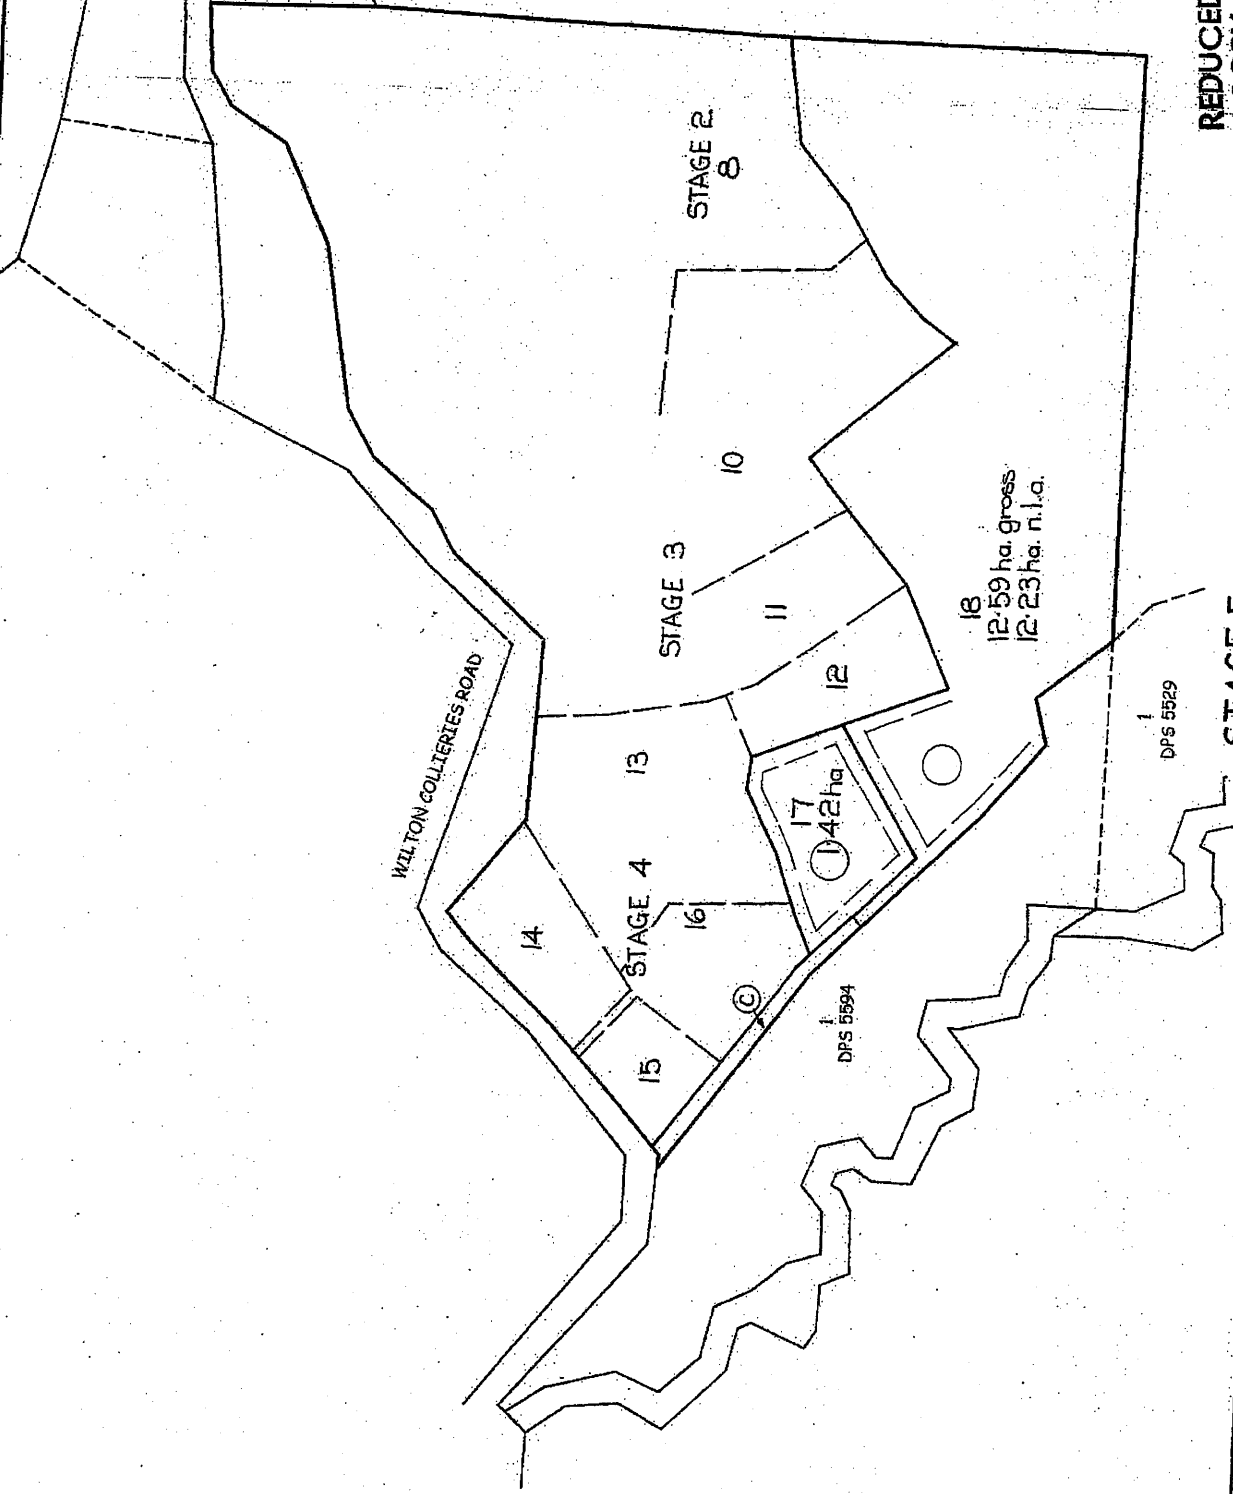 REDUCED
STAGE 2
8
10
STAGE 3
11
12
18
12·59 ha. gross
12·23 ha. n.l.a.
WILTON COLLIERIES ROAD
13
17
1·42ha
STAGE 4
16
14
15
C
1
DPS 5594
1
DPS 5529